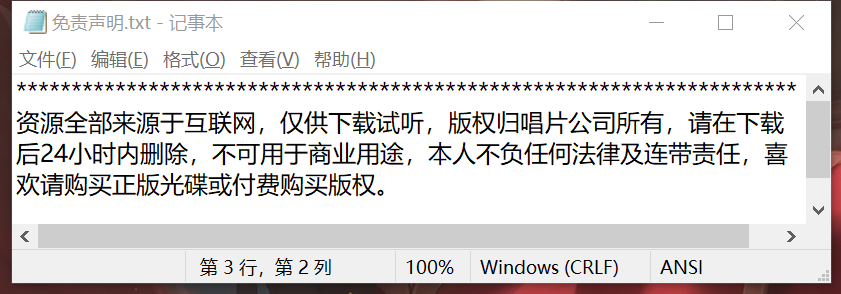 免责声明.txt - 记事本
文件(F) 编辑(E) 格式(O) 查看(V) 帮助(H)
***********************************************************************
资源全部来源于互联网，仅供下载试听，版权归唱片公司所有，请在下载
后24小时内删除，不可用于商业用途，本人不负任何法律及连带责任，喜
欢请购买正版光碟或付费购买版权。
第 3 行，第 2 列 100% Windows (CRLF) ANSI